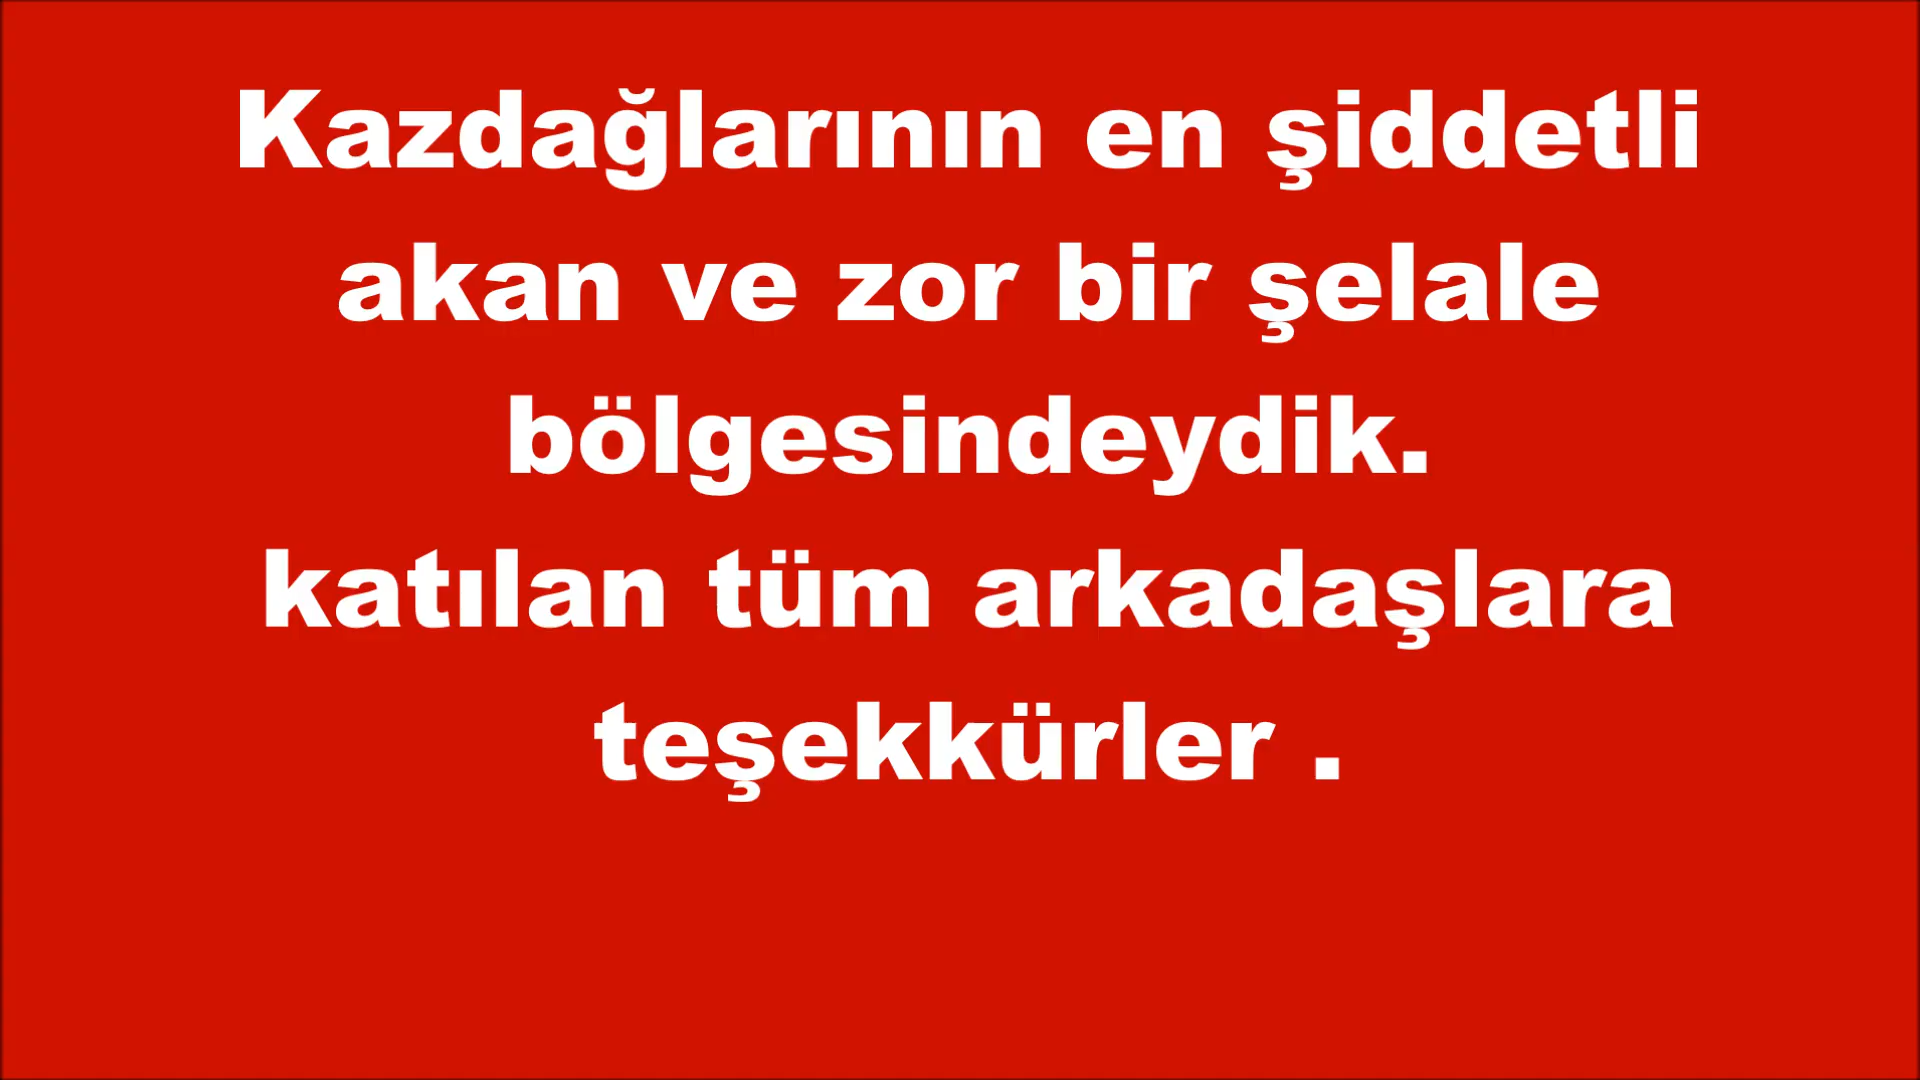 Kazdağlarının en şiddetli
akan ve zor bir şelale
bölgesindeydik.
katılan tüm arkadaşlara
teşekkürler .